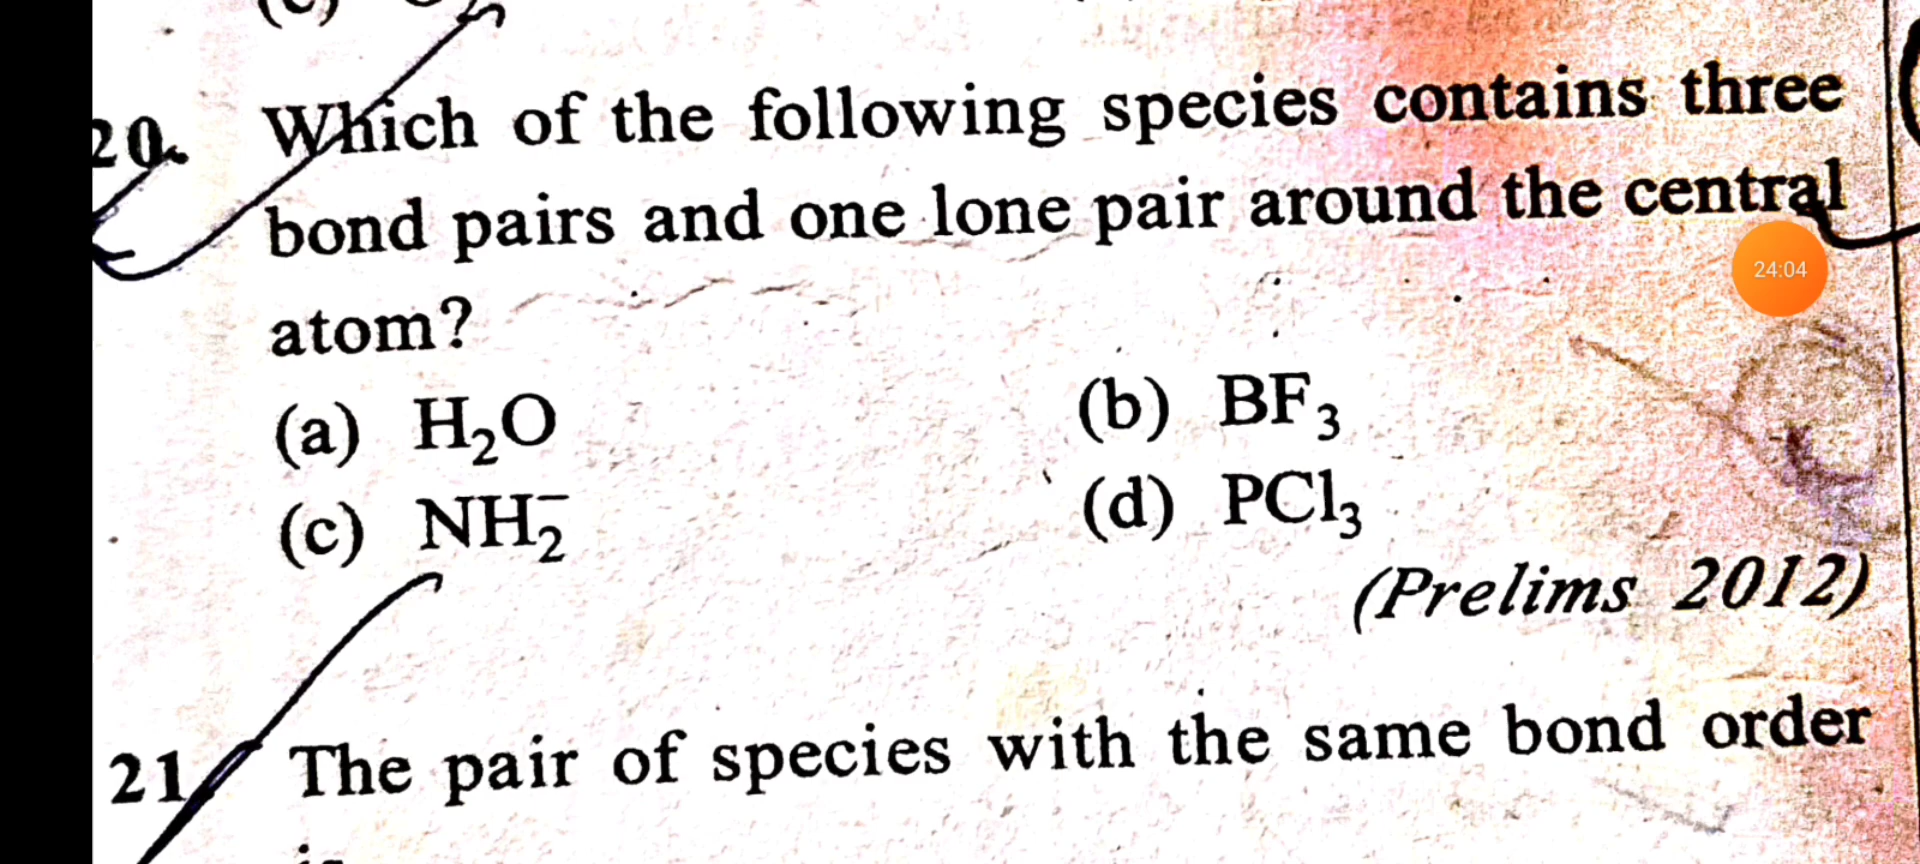 20. Which of the following species contains three
bond pairs and one lone pair around the central
atom?
(a) H₂O (b) BF₃
(c) NH₂⁻ (d) PCl₃
(Prelims 2012)
24:04
21. The pair of species with the same bond order